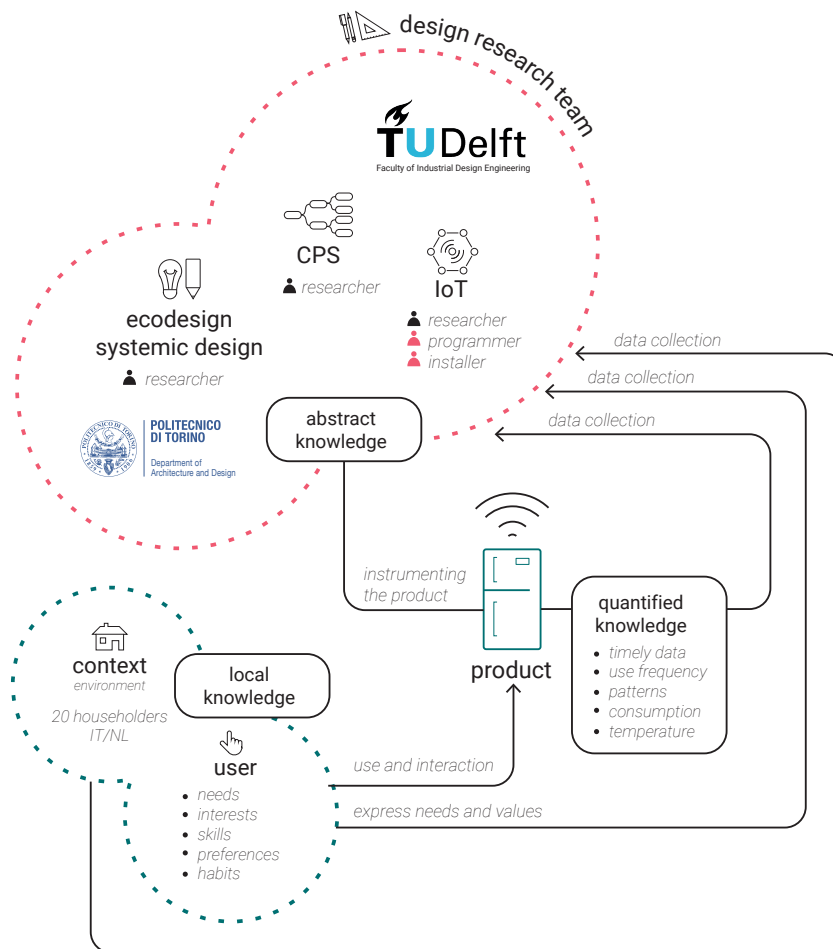 design research team
TUDelft
Faculty of Industrial Design Engineering
CPS
researcher
IoT
researcher
programmer
installer
ecodesign
systemic design
researcher
POLITECNICO
DI TORINO
Department of
Architecture and Design
POLITECNICO DI TORINO
abstract
knowledge
data collection
data collection
data collection
instrumenting
the product
product
quantified
knowledge
• timely data
• use frequency
• patterns
• consumption
• temperature
context
environment
20 householders
IT/NL
local
knowledge
user
• needs
• interests
• skills
• preferences
• habits
use and interaction
express needs and values